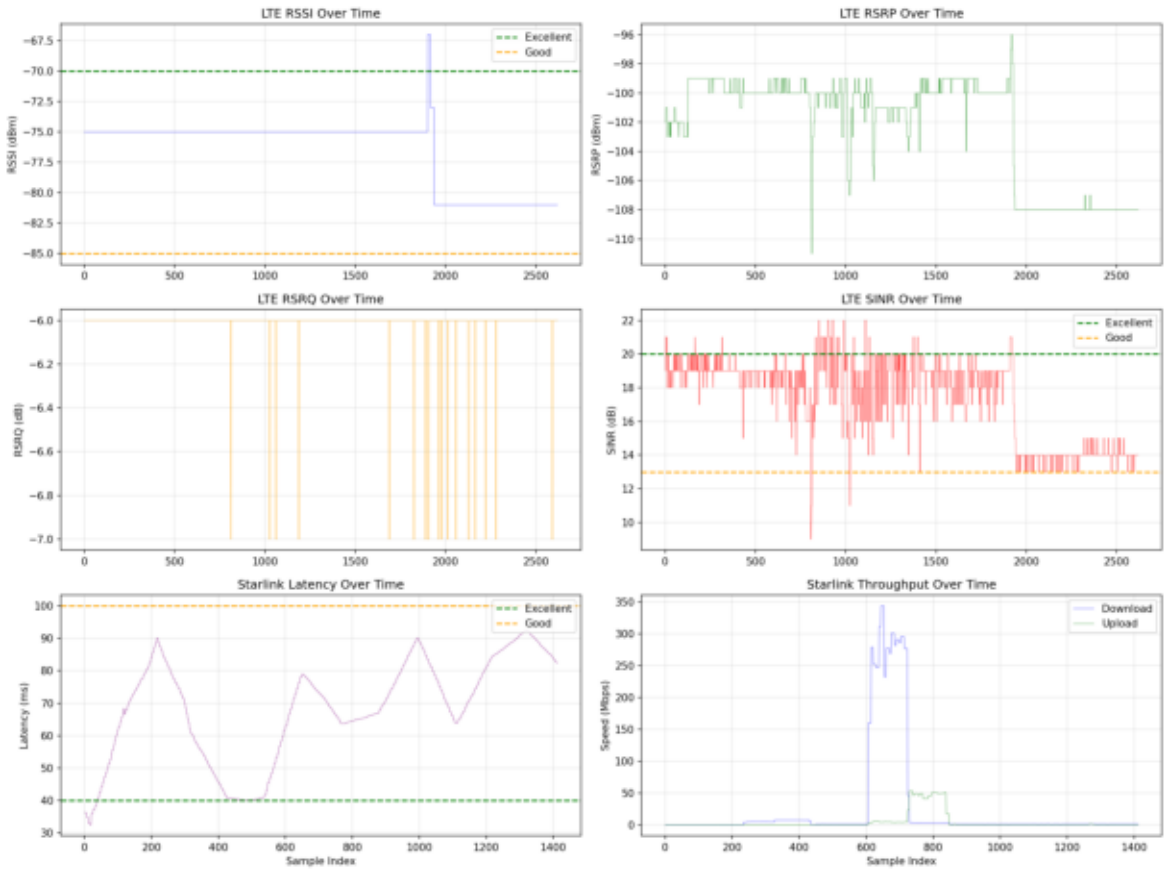 LTE RSSI Over Time
RSSI (dBm)
−67.5
−70.0
−72.5
−75.0
−77.5
−80.0
−82.5
−85.0
Excellent
Good
0 500 1000 1500 2000 2500
LTE RSRP Over Time
RSRP (dBm)
−96
−98
−100
−102
−104
−106
−108
−110
0 500 1000 1500 2000 2500
LTE RSRQ Over Time
RSRQ (dB)
−6.0
−6.2
−6.4
−6.6
−6.8
−7.0
0 500 1000 1500 2000 2500
LTE SINR Over Time
SINR (dB)
22
20
18
16
14
12
10
Excellent
Good
0 500 1000 1500 2000 2500
Starlink Latency Over Time
Latency (ms)
100
90
80
70
60
50
40
30
Excellent
Good
0 200 400 600 800 1000 1200 1400
Sample Index
Starlink Throughput Over Time
Speed (Mbps)
350
300
250
200
150
100
50
0
Download
Upload
0 200 400 600 800 1000 1200 1400
Sample Index